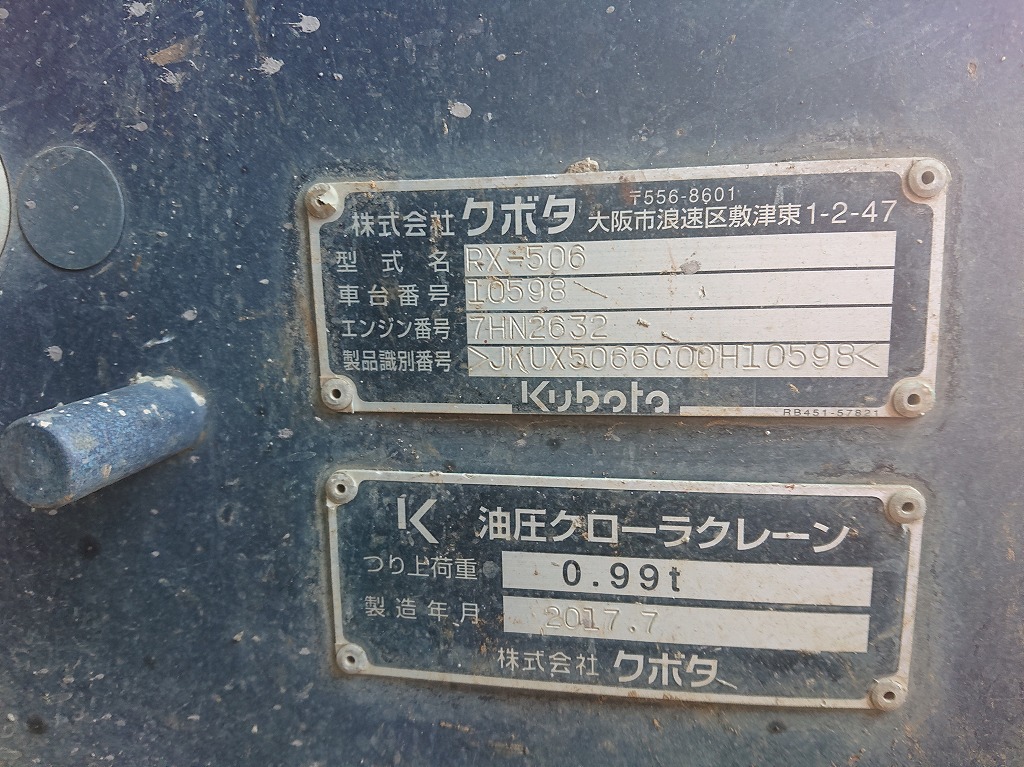 〒556-8601
株式会社クボタ 大阪市浪速区敷津東1-2-47
型式名 RX-506
車台番号 10598
エンジン番号 7HN2632
製品識別番号 >JKUX5066C00H10598<
Kubota
RB451-57821
K 油圧クローラクレーン
つり上荷重 0.99t
製造年月 2017.7
株式会社クボタ